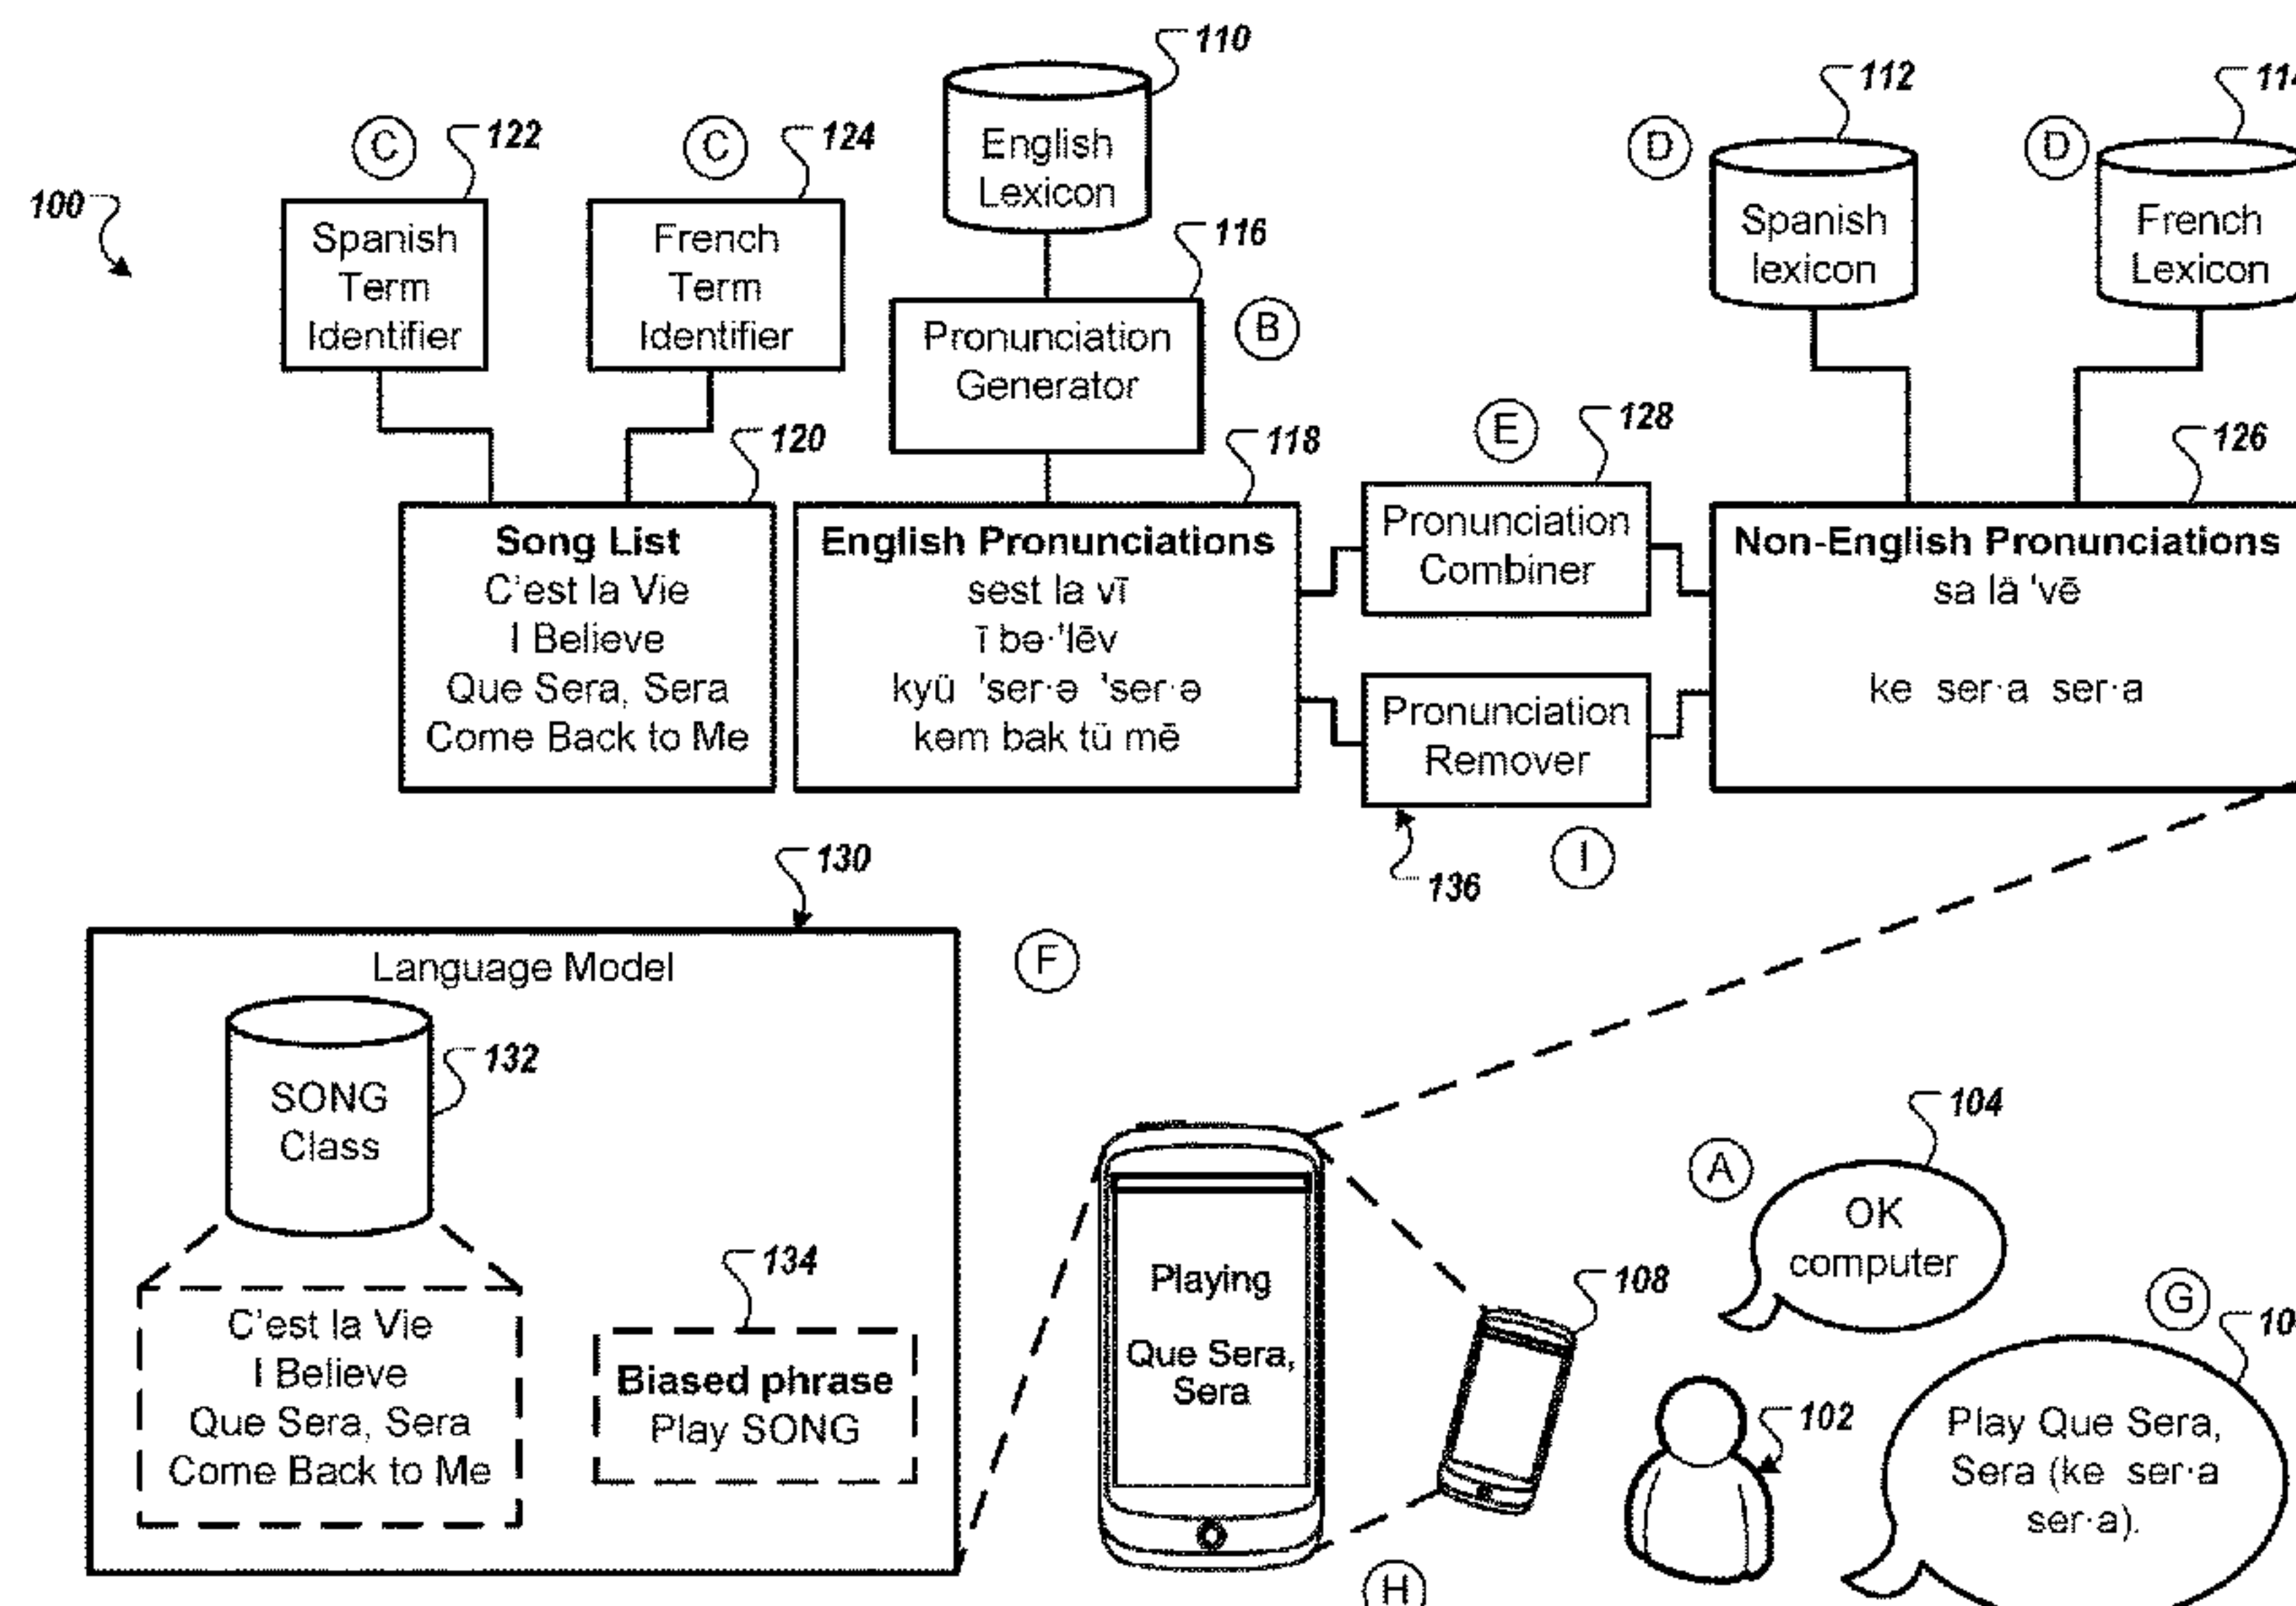 100
C
122
Spanish
Term
Identifier
C
124
French
Term
Identifier
110
English
Lexicon
116
Pronunciation
Generator
B
D
112
Spanish
lexicon
D
French
Lexicon
120
Song List
C'est la Vie
I Believe
Que Sera, Sera
Come Back to Me
118
English Pronunciations
sest la vī
ī bə·'lēv
kyü 'ser·ə 'ser·ə
kəm bak tü mē
E
128
Pronunciation
Combiner
Pronunciation
Remover
136
I
126
Non-English Pronunciations
sa lä 'vē
ke ser·a ser·a
130
Language Model
F
132
SONG
Class
C'est la Vie
I Believe
Que Sera, Sera
Come Back to Me
134
Biased phrase
Play SONG
Playing
Que Sera,
Sera
108
H
A
104
OK
computer
102
G
Play Que Sera,
Sera (ke ser·a
ser·a).